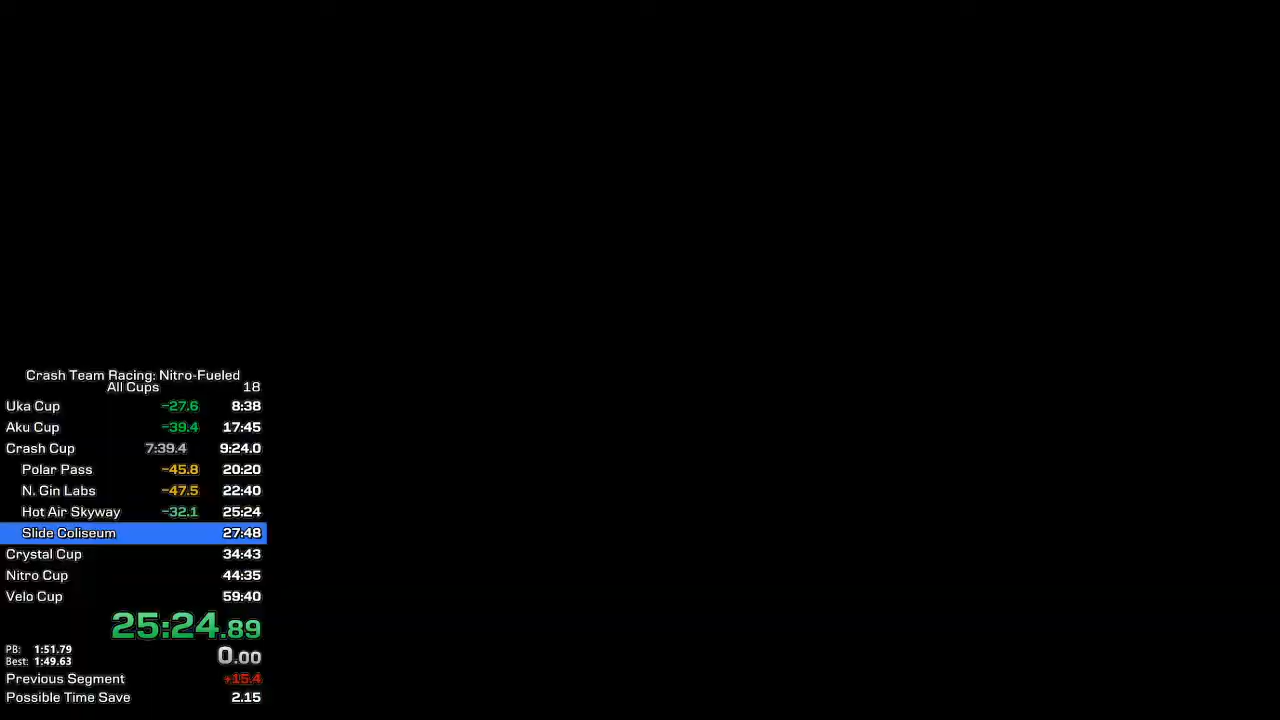 Crash Team Racing: Nitro-Fueled
All Cups 18
Uka Cup -27.6 8:38
Aku Cup -39.4 17:45
Crash Cup 7:39.4 9:24.0
Polar Pass -45.8 20:20
N. Gin Labs -47.5 22:40
Hot Air Skyway -32.1 25:24
Slide Coliseum 27:48
Crystal Cup 34:43
Nitro Cup 44:35
Velo Cup 59:40
25:24.89
PB: 1:51.79
0.00
Best: 1:49.63
Previous Segment +15.4
Possible Time Save 2.15